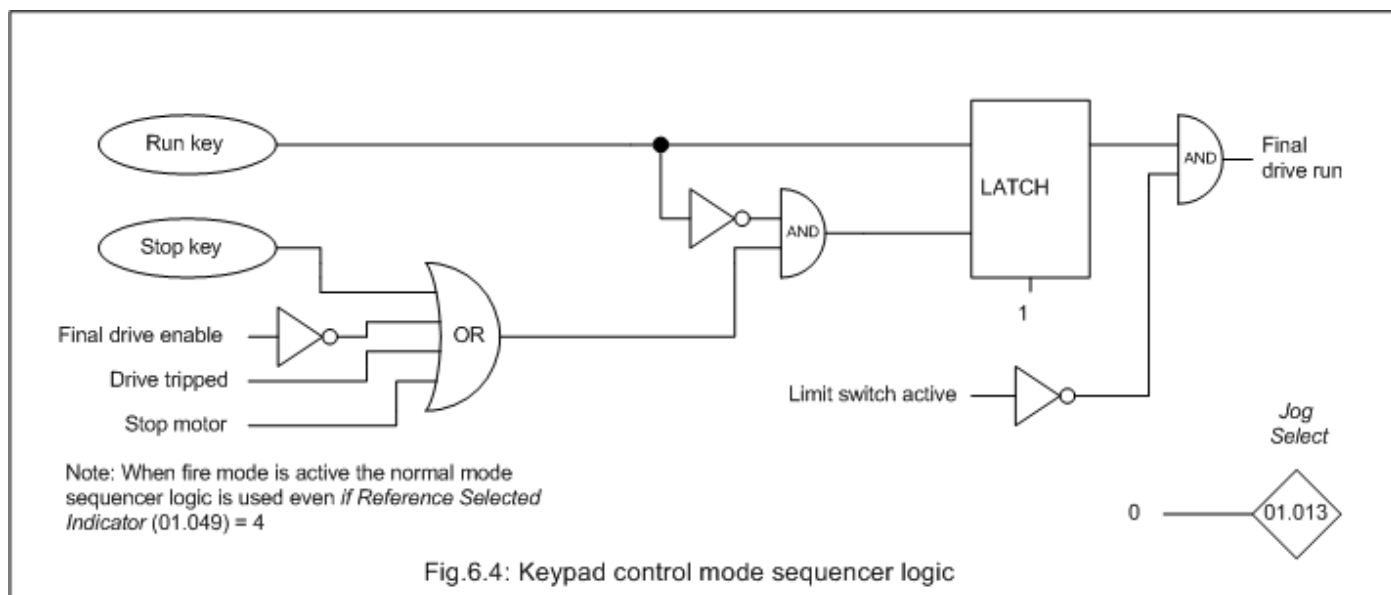 Run key
Stop key
Final drive enable
Drive tripped
Stop motor
OR
AND
LATCH
1
AND
Final
drive run
Limit switch active
Jog
Select
0
01.013
Note: When fire mode is active the normal mode
sequencer logic is used even if Reference Selected
Indicator (01.049) = 4
Fig.6.4: Keypad control mode sequencer logic